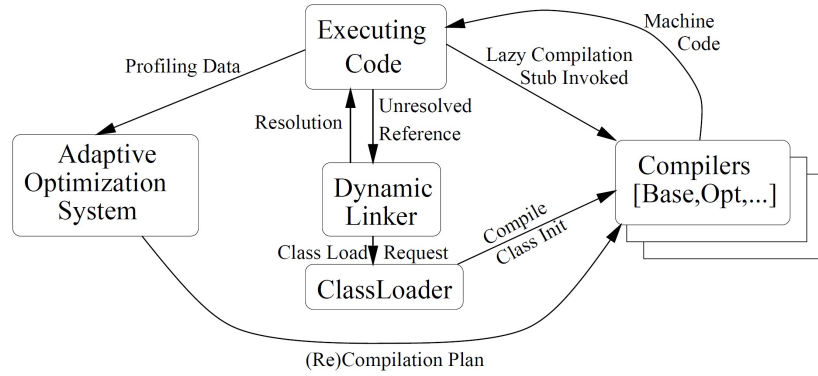 Executing
Code
Machine
Code
Profiling Data
Lazy Compilation
Stub Invoked
Resolution
Unresolved
Reference
Adaptive
Optimization
System
Dynamic
Linker
Compilers
[Base,Opt,...]
Class Load Request
Compile
Class Init
ClassLoader
(Re)Compilation Plan